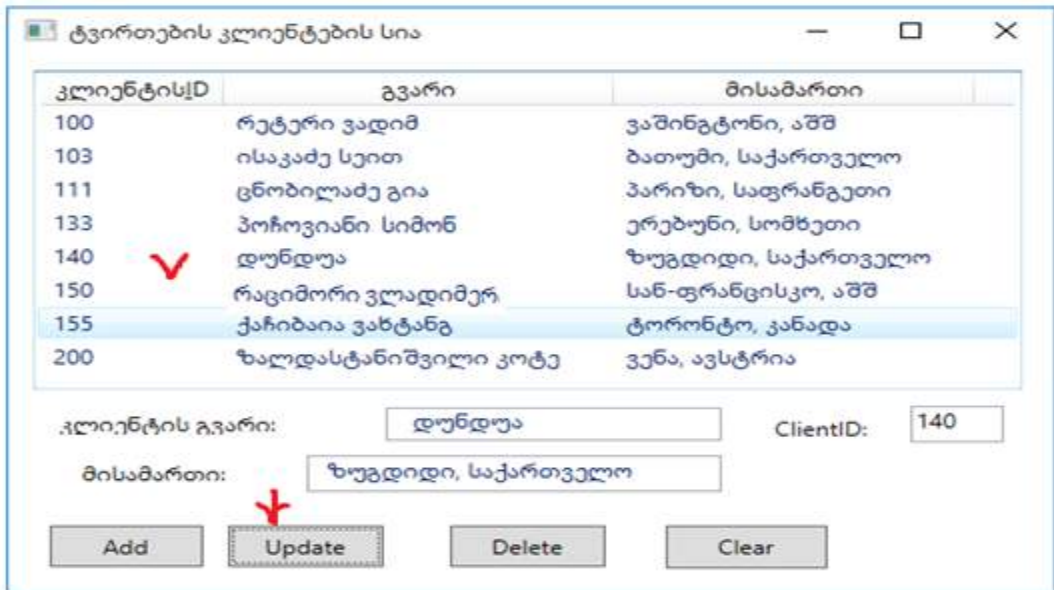 ტვირთების კლიენტების სია
კლიენტისID გვარი მისამართი
100 რეტერი ვადიმ ვაშინგტონი, აშშ
103 ისაკაძე სეით ბათუმი, საქართველო
111 ცნობილაძე გია პარიზი, საფრანგეთი
133 პოჩოვიანი სიმონ ერებუნი, სომხეთი
140 დუნდუა ზუგდიდი, საქართველო
150 რაციმორი ვლადიმერ სან-ფრანცისკო, აშშ
155 ქაჩიბაია ვახტანგ ტორონტო, კანადა
200 ზალდასტანიშვილი კოტე ვენა, ავსტრია
კლიენტის გვარი: დუნდუა ClientID: 140
მისამართი: ზუგდიდი, საქართველო
Add Update Delete Clear